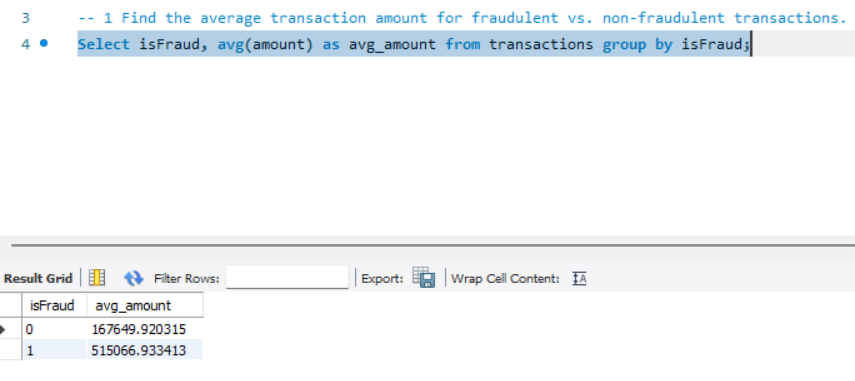 3 -- 1 Find the average transaction amount for fraudulent vs. non-fraudulent transactions.
4 Select isFraud, avg(amount) as avg_amount from transactions group by isFraud;
Result Grid Filter Rows: Export: Wrap Cell Content:
isFraud avg_amount
0 167649.920315
1 515066.933413